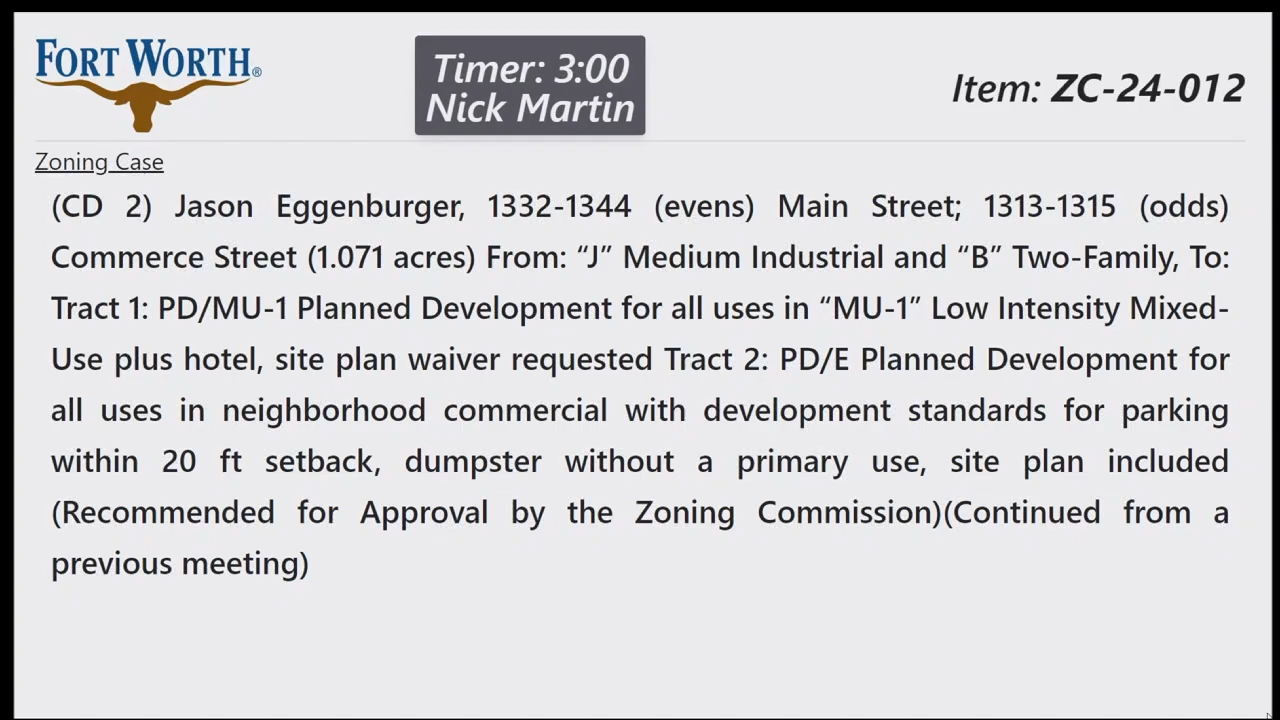 FORT WORTH®
Timer: 3:00
Nick Martin
Item: ZC-24-012
Zoning Case
(CD 2) Jason Eggenburger, 1332-1344 (evens) Main Street; 1313-1315 (odds)
Commerce Street (1.071 acres) From: “J” Medium Industrial and “B” Two-Family, To:
Tract 1: PD/MU-1 Planned Development for all uses in “MU-1” Low Intensity Mixed-
Use plus hotel, site plan waiver requested Tract 2: PD/E Planned Development for
all uses in neighborhood commercial with development standards for parking
within 20 ft setback, dumpster without a primary use, site plan included
(Recommended for Approval by the Zoning Commission)(Continued from a
previous meeting)